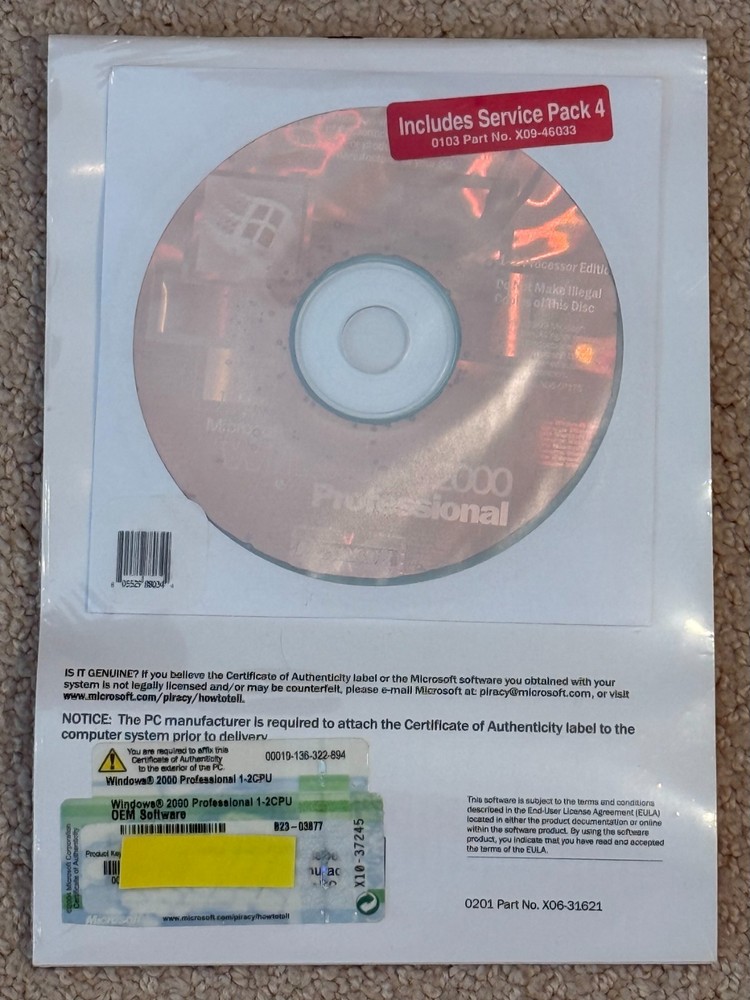 Includes Service Pack 4
0103 Part No. X09-46033
Processor Editio
Do Not Make Illegal
Copies of This Disc
Microsoft
2000
Professional
IS IT GENUINE? If you believe the Certificate of Authenticity label or the Microsoft software you obtained with your
system is not legally licensed and/or may be counterfeit, please e-mail Microsoft at: piracy@microsoft.com, or visit
www.microsoft.com/piracy/howtotell.
NOTICE: The PC manufacturer is required to attach the Certificate of Authenticity label to the
computer system prior to delivery
You are required to affix this
Certificate of Authenticity
to the exterior of the PC.
00019-136-322-894
Windows® 2000 Professional 1-2CPU
Windows® 2000 Professional 1-2CPU
OEM Software
B23-03877
Product Key
X10-37245
Microsoft Corporation
Certificate of Authenticity
Microsoft
www.microsoft.com/piracy/howtotell
This software is subject to the terms and conditions
described in the End-User License Agreement (EULA)
located in either the product documentation or online
within the software product. By using the software
product, you indicate that you have read and accepted
the terms of the EULA.
0201 Part No. X06-31621